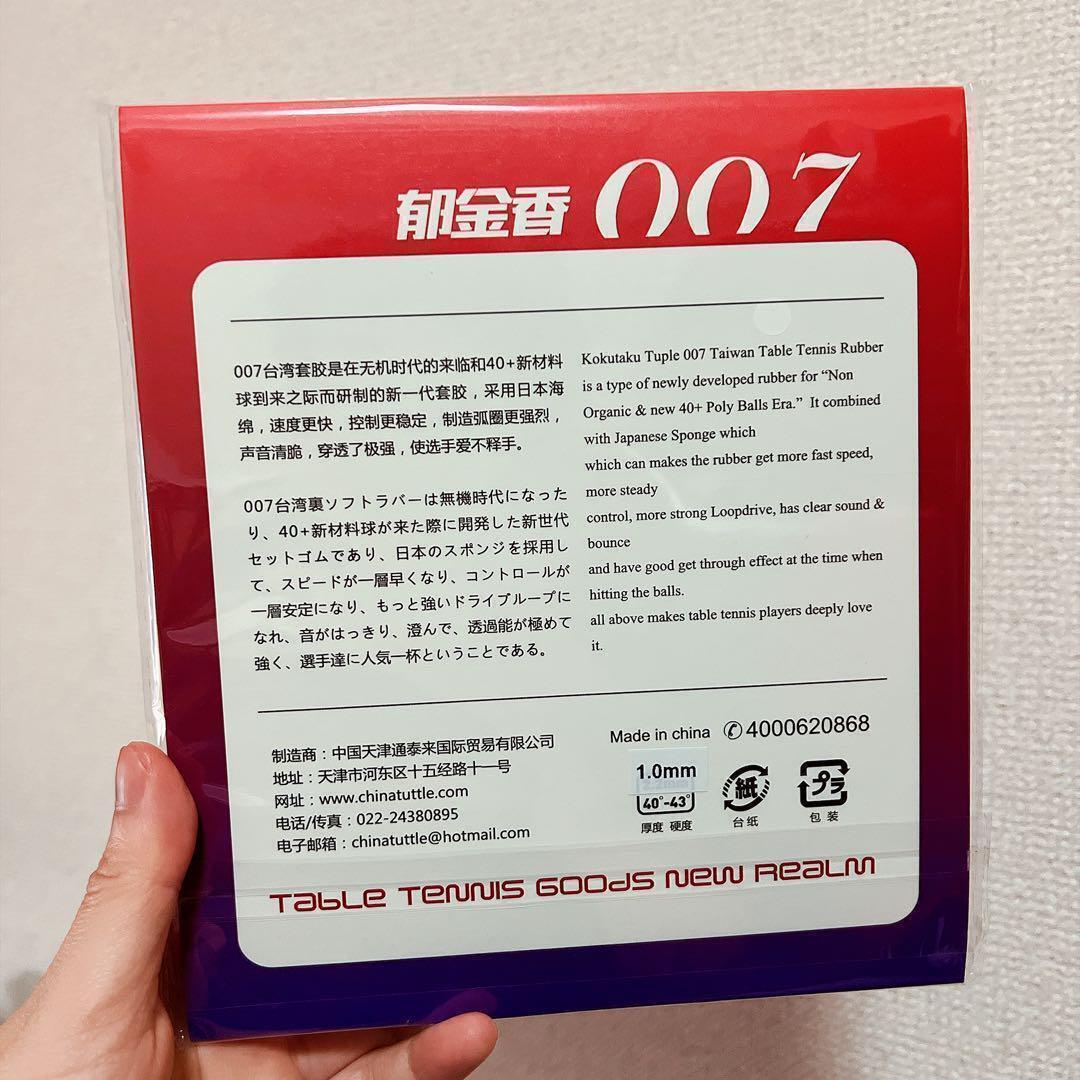 郁金香 007
007台湾套胶是在无机时代的来临和40+新材料
球到来之际而研制的新一代套胶，采用日本海
绵，速度更快，控制更稳定，制造弧圈更强烈，
声音清脆，穿透了极强，使选手爱不释手。
007台湾裏ソフトラバーは無機時代になった
り、40+新材料球が来た際に開発した新世代
セットゴムであり、日本のスポンジを採用し
て、スピードが一層早くなり、コントロールが
一層安定になり、もっと強いドライブループに
なれ、音がはっきり、澄んで、透過能が極めて
強く、選手達に人気一杯ということである。
Kokutaku Tuple 007 Taiwan Table Tennis Rubber
is a type of newly developed rubber for “Non
Organic & new 40+ Poly Balls Era.” It combined
with Japanese Sponge which
which can makes the rubber get more fast speed,
more steady
control, more strong Loopdrive, has clear sound &
bounce
and have good get through effect at the time when
hitting the balls.
all above makes table tennis players deeply love
it.
制造商：中国天津通泰来国际贸易有限公司
地址：天津市河东区十五经路十一号
网址：www.chinatuttle.com
电话/传真：022-24380895
电子邮箱：chinatuttle@hotmail.com
Made in china ✆4000620868
1.0mm
2.2mm
40°-43°
厚度 硬度
紙
台纸
プラ
包装
TABLE TENNIS GOODS NEW REALM